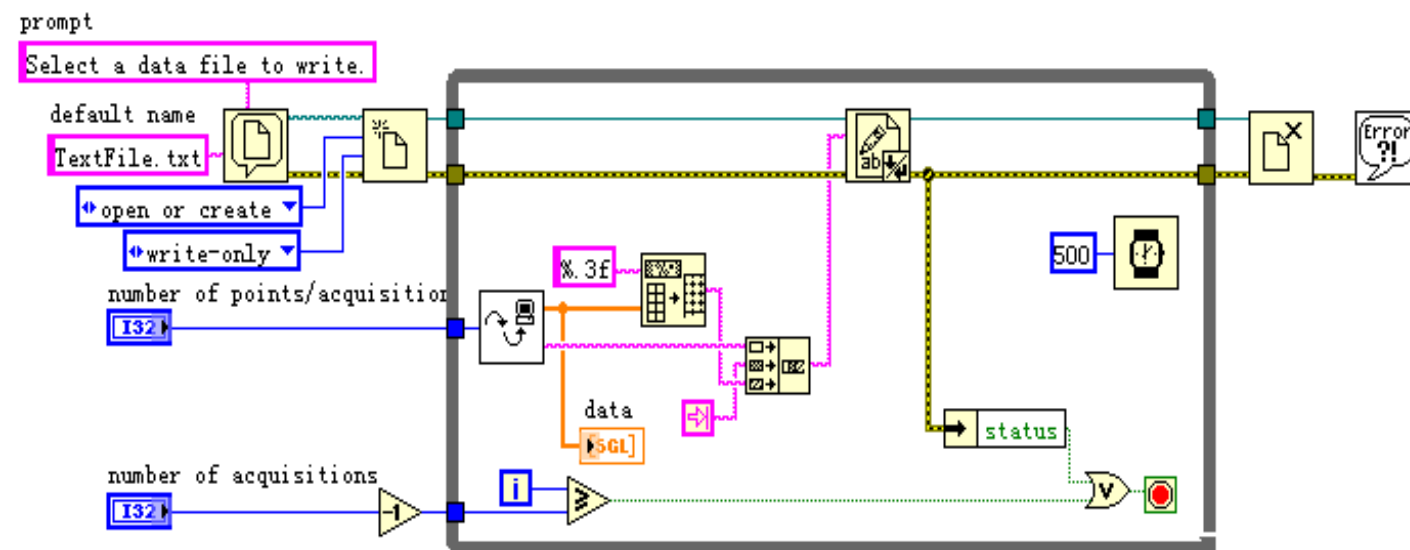 prompt
Select a data file to write.
default name
TextFile.txt
open or create
write-only
number of points/acquisition
I32
%.3f
ab
500
Error
?!
data
SGL]
status
number of acquisitions
I32
-1
i
≥
V